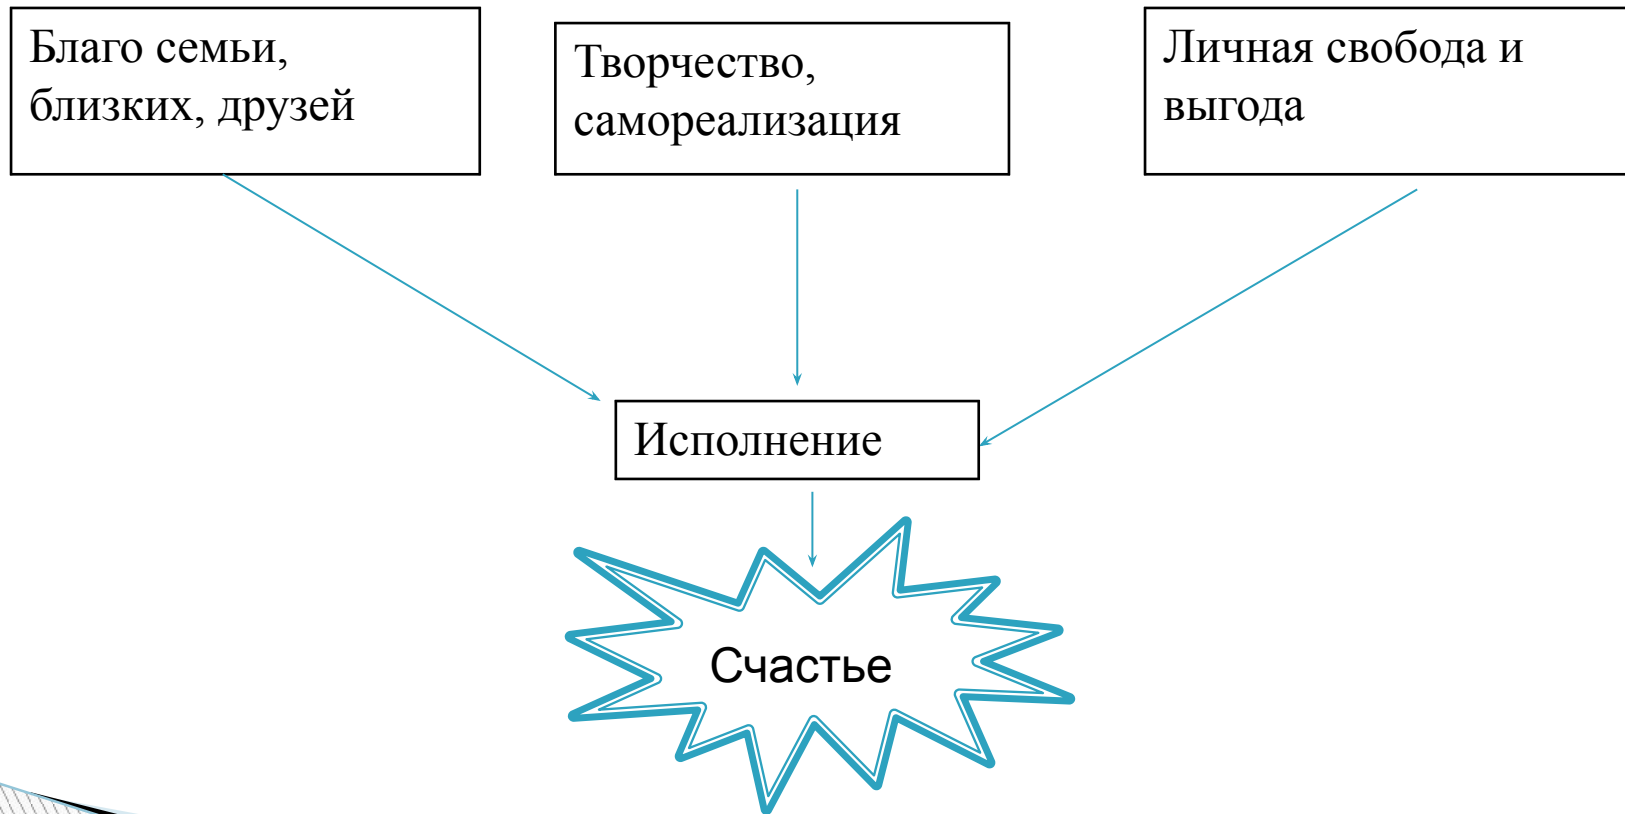 Благо семьи,
близких, друзей
Творчество,
самореализация
Личная свобода и
выгода
Исполнение
Счастье